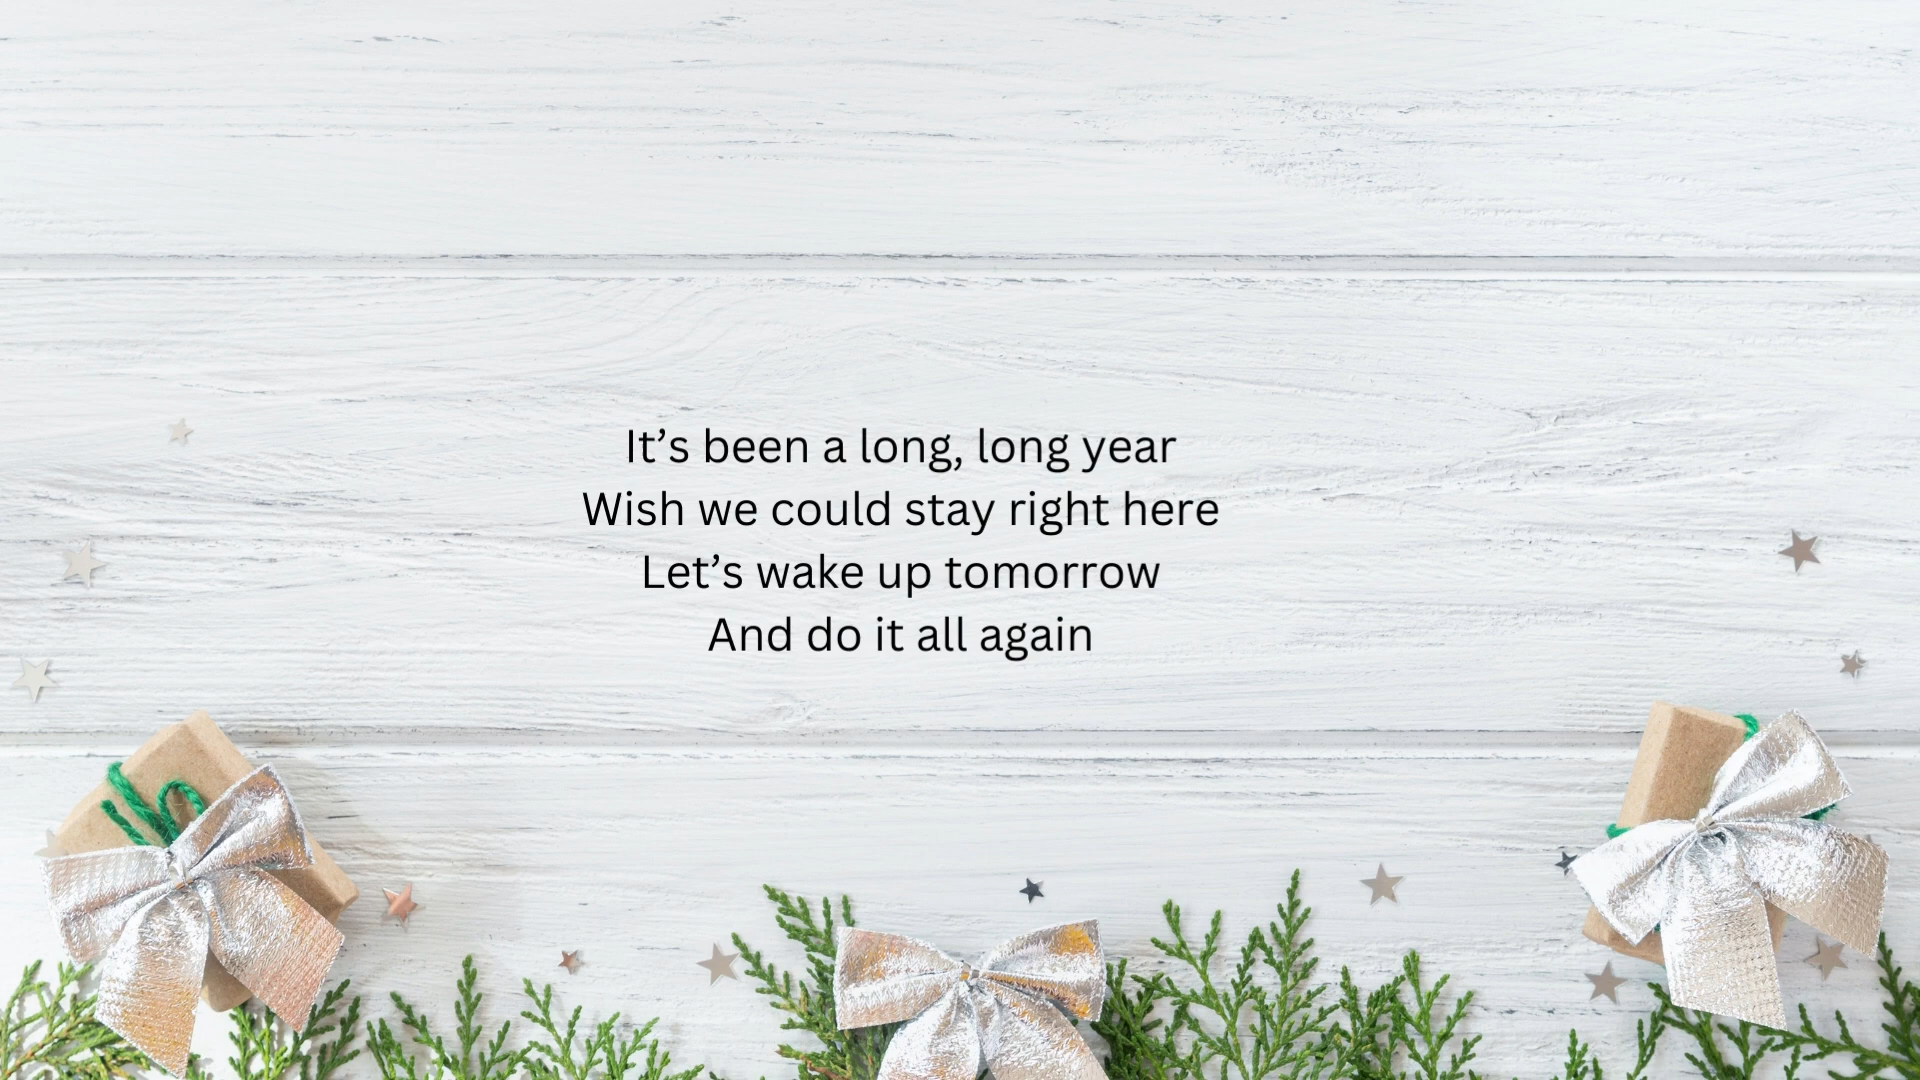 It’s been a long, long year
Wish we could stay right here
Let’s wake up tomorrow
And do it all again